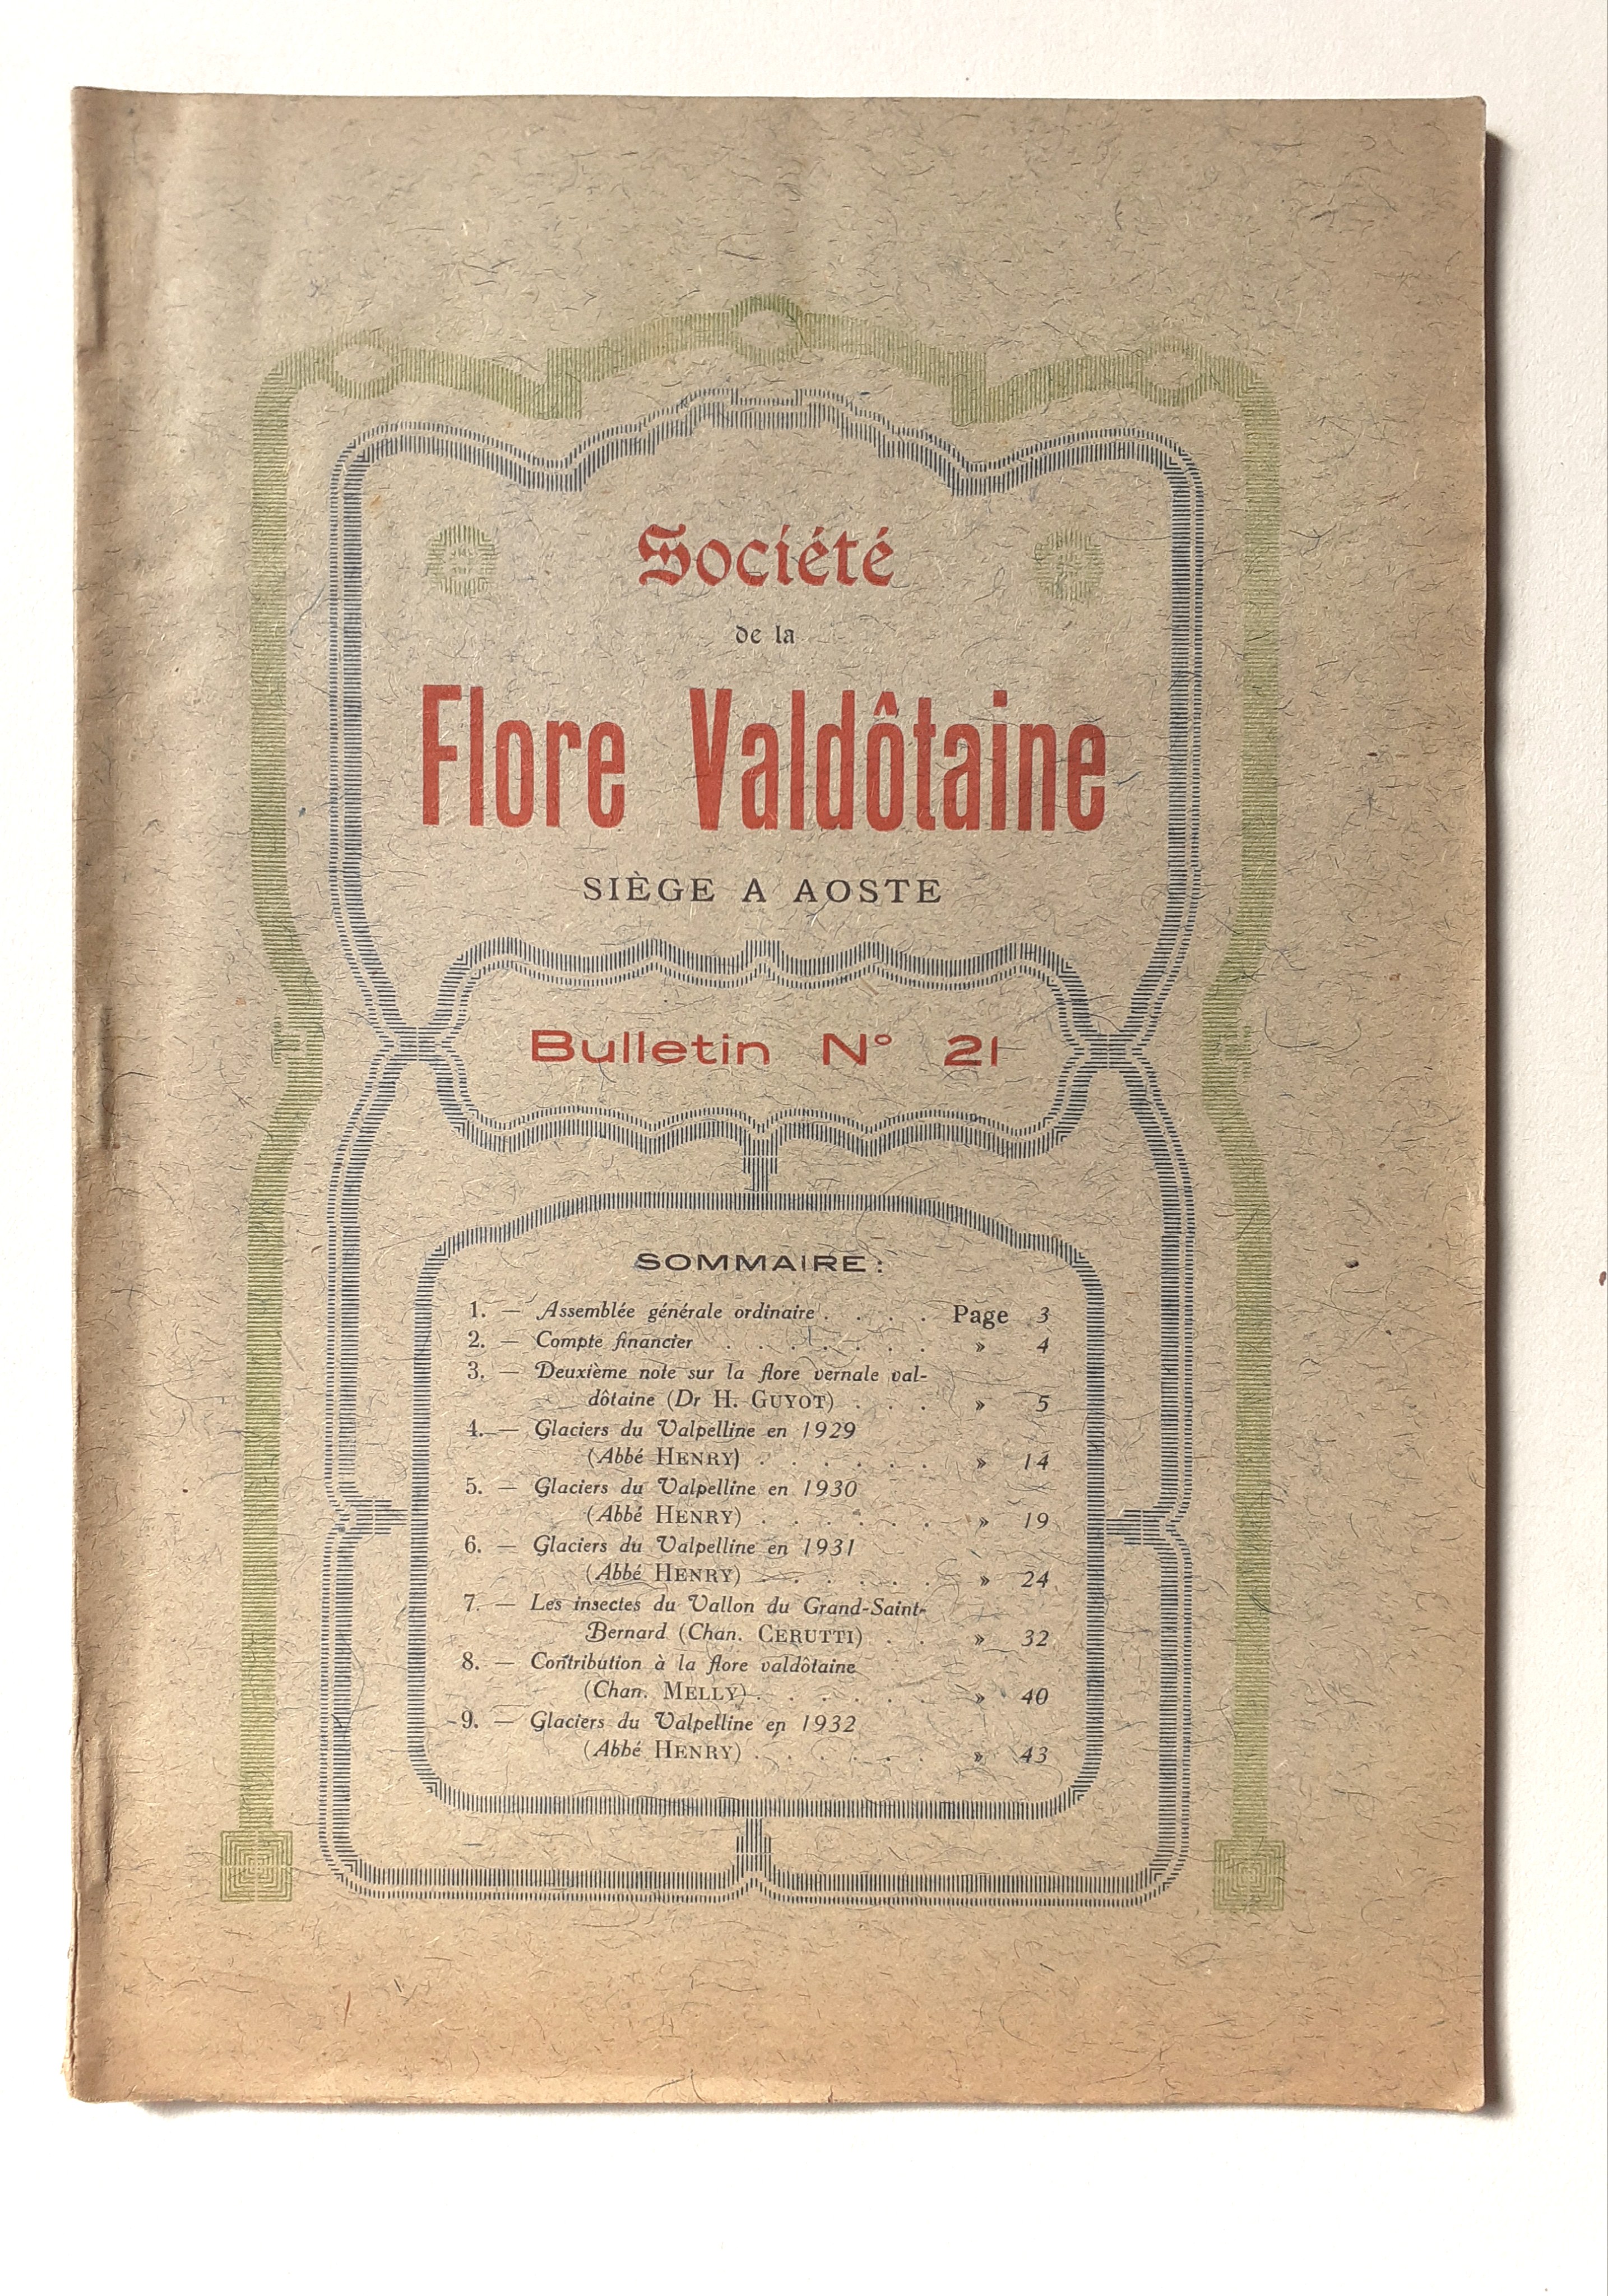 Société
de la
Flore Valdôtaine
SIÈGE A AOSTE
Bulletin N° 21
SOMMAIRE:
1. — Assemblée générale ordinaire . . . . Page 3
2. — Compte financier . . . . . . . » 4
3. — Deuxième note sur la flore vernale val-
dôtaine (Dr H. GUYOT) . . . » 5
4. — Glaciers du Valpelline en 1929
(Abbé HENRY) . . . . . . » 14
5. — Glaciers du Valpelline en 1930
(Abbé HENRY) . . . . . . » 19
6. — Glaciers du Valpelline en 1931
(Abbé HENRY) . . . . . . » 24
7. — Les insectes du Vallon du Grand-Saint-
Bernard (Chan. CERUTTI) . . » 32
8. — Contribution à la flore valdôtaine
(Chan. MELLY) . . . . . . » 40
9. — Glaciers du Valpelline en 1932
(Abbé HENRY) . . . . . . » 43